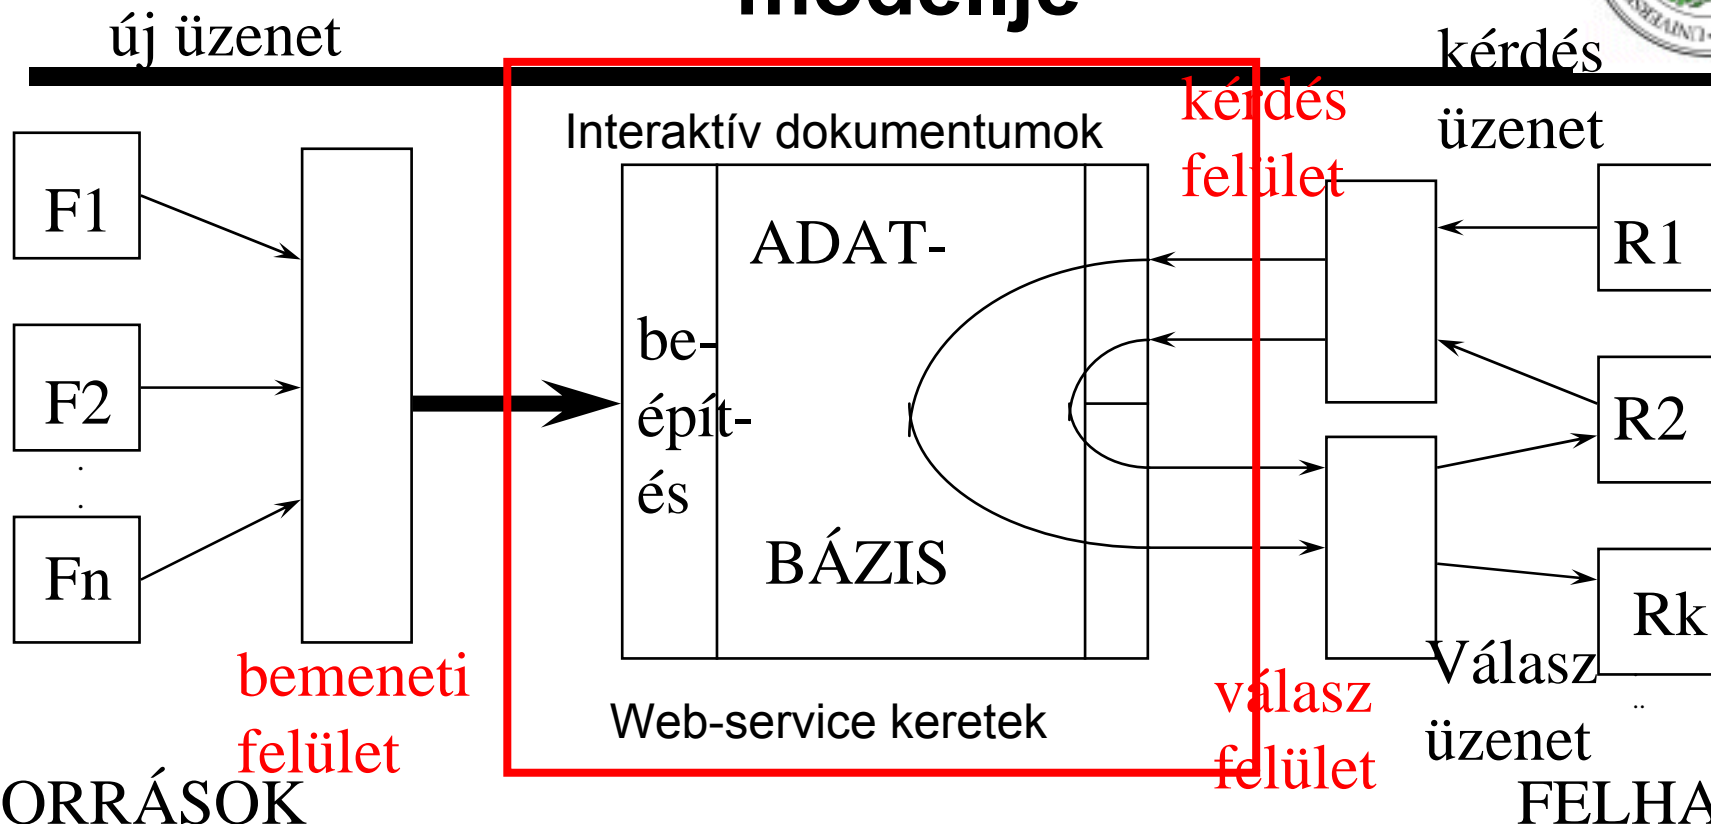 modellje
új üzenet
kérdés
üzenet
kérdés
felület
Interaktív dokumentumok
F1
F2
.
.
Fn
be-
épít-
és
ADAT-
BÁZIS
R1
R2
Rk
..
bemeneti
felület
Web-service keretek
válasz
felület
Válasz
üzenet
ORRÁSOK
FELHA